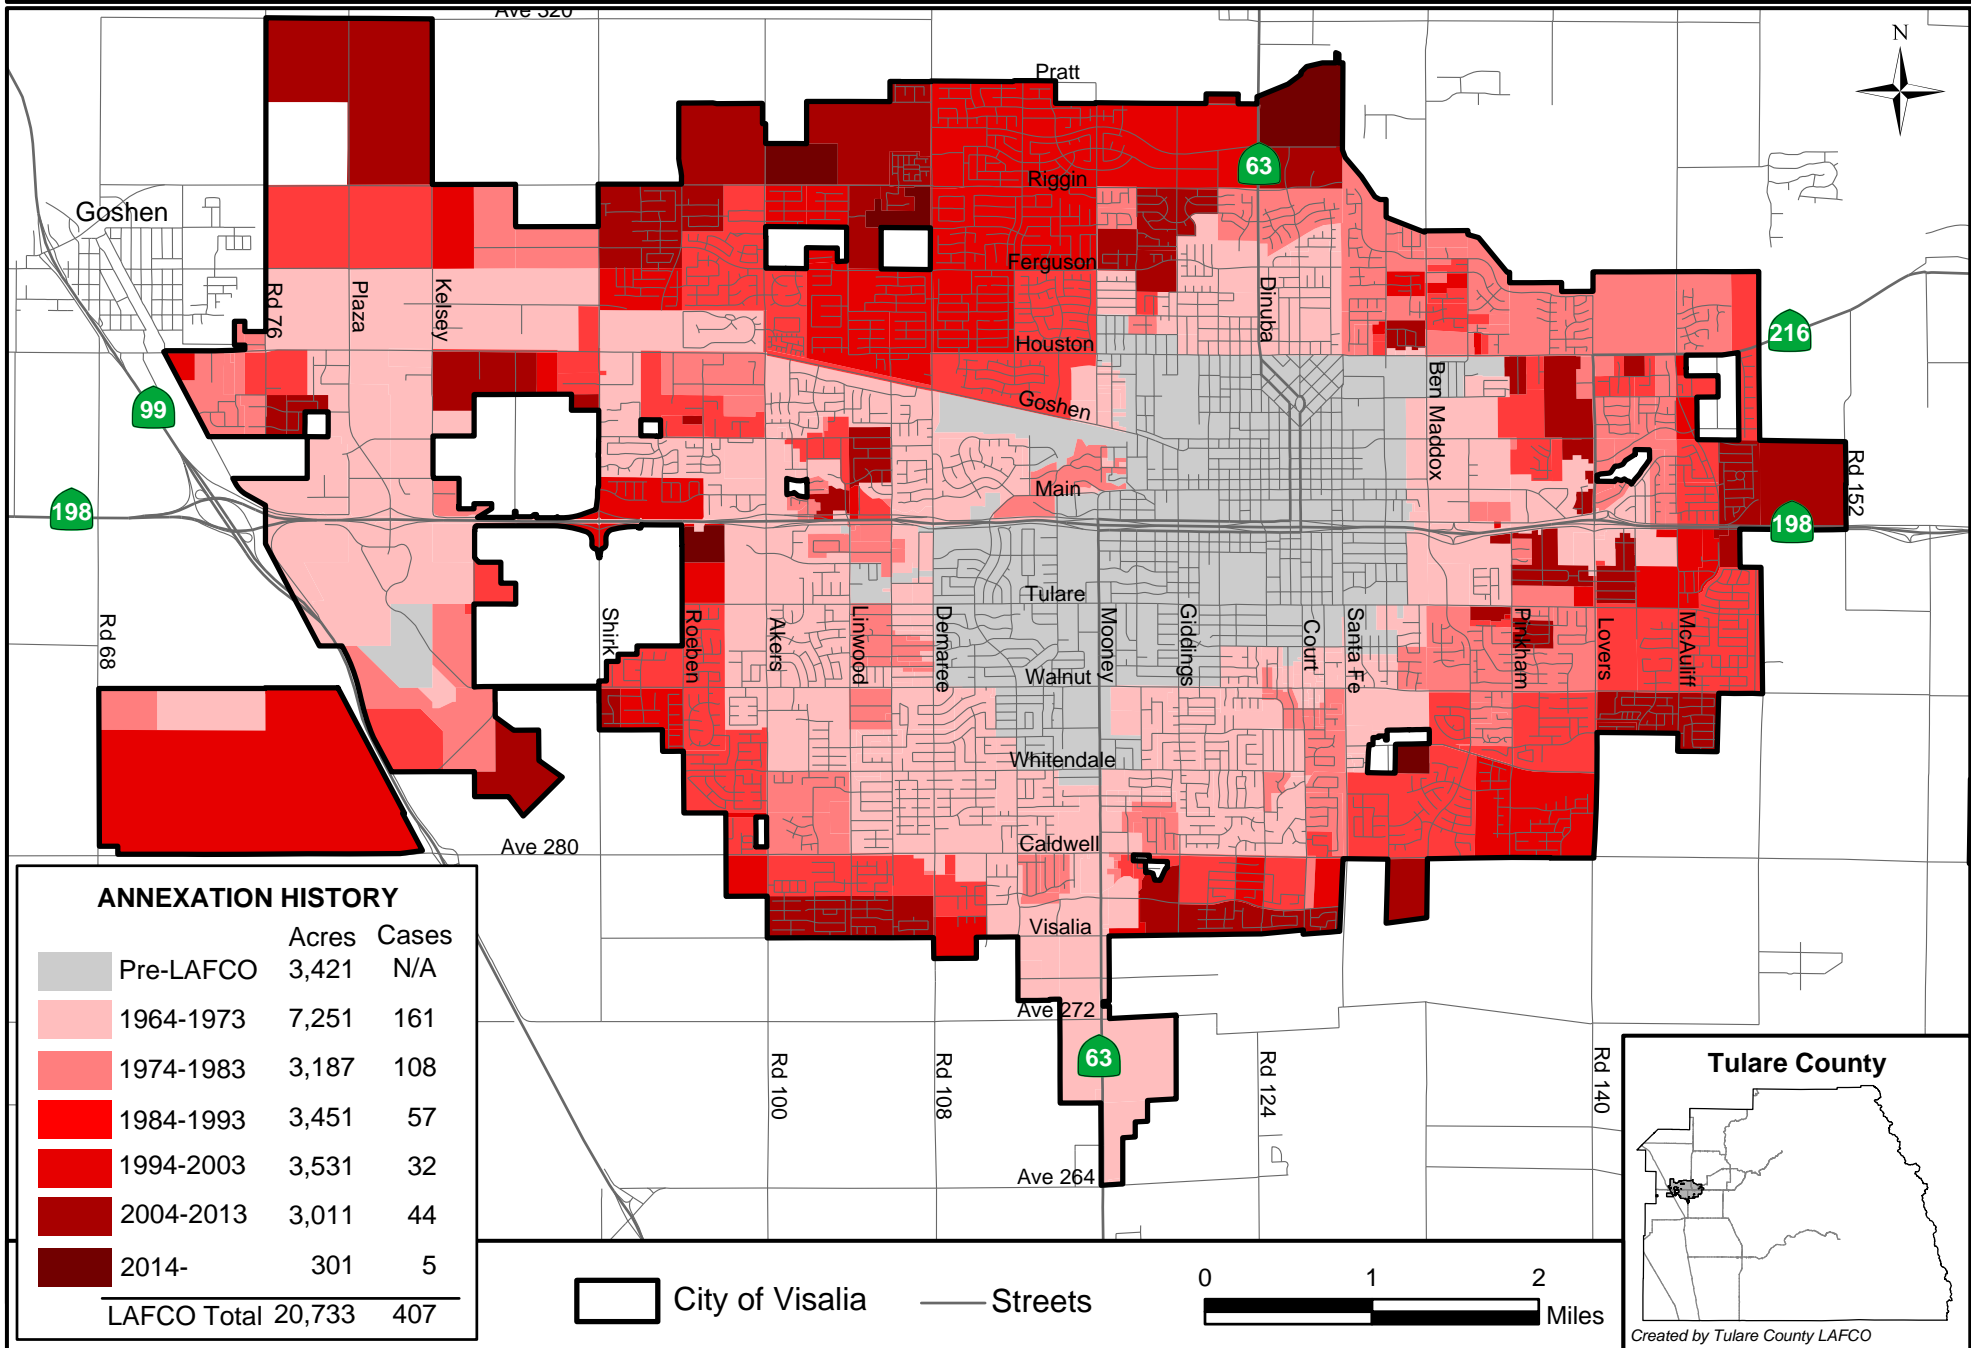 Ave 320
Pratt
N
63
Riggin
Goshen
Ferguson
Rd 76
Plaza
Kelsey
Dinuba
216
Houston
Ben Maddox
99
Goshen
Main
Rd 152
198
198
Tulare
Rd 68
Shirk
Roeben
Akers
Linwood
Demaree
Mooney
Giddings
Court
Santa Fe
Pinkham
Lovers
McAuliff
Walnut
Whitendale
Ave 280
Caldwell
Visalia
Ave 272
63
Rd 100
Rd 108
Rd 124
Rd 140
Ave 264
ANNEXATION HISTORY
Acres Cases
Pre-LAFCO 3,421 N/A
1964-1973 7,251 161
1974-1983 3,187 108
1984-1993 3,451 57
1994-2003 3,531 32
2004-2013 3,011 44
2014- 301 5
LAFCO Total 20,733 407
City of Visalia
Streets
0 1 2
Miles
Tulare County
Created by Tulare County LAFCO